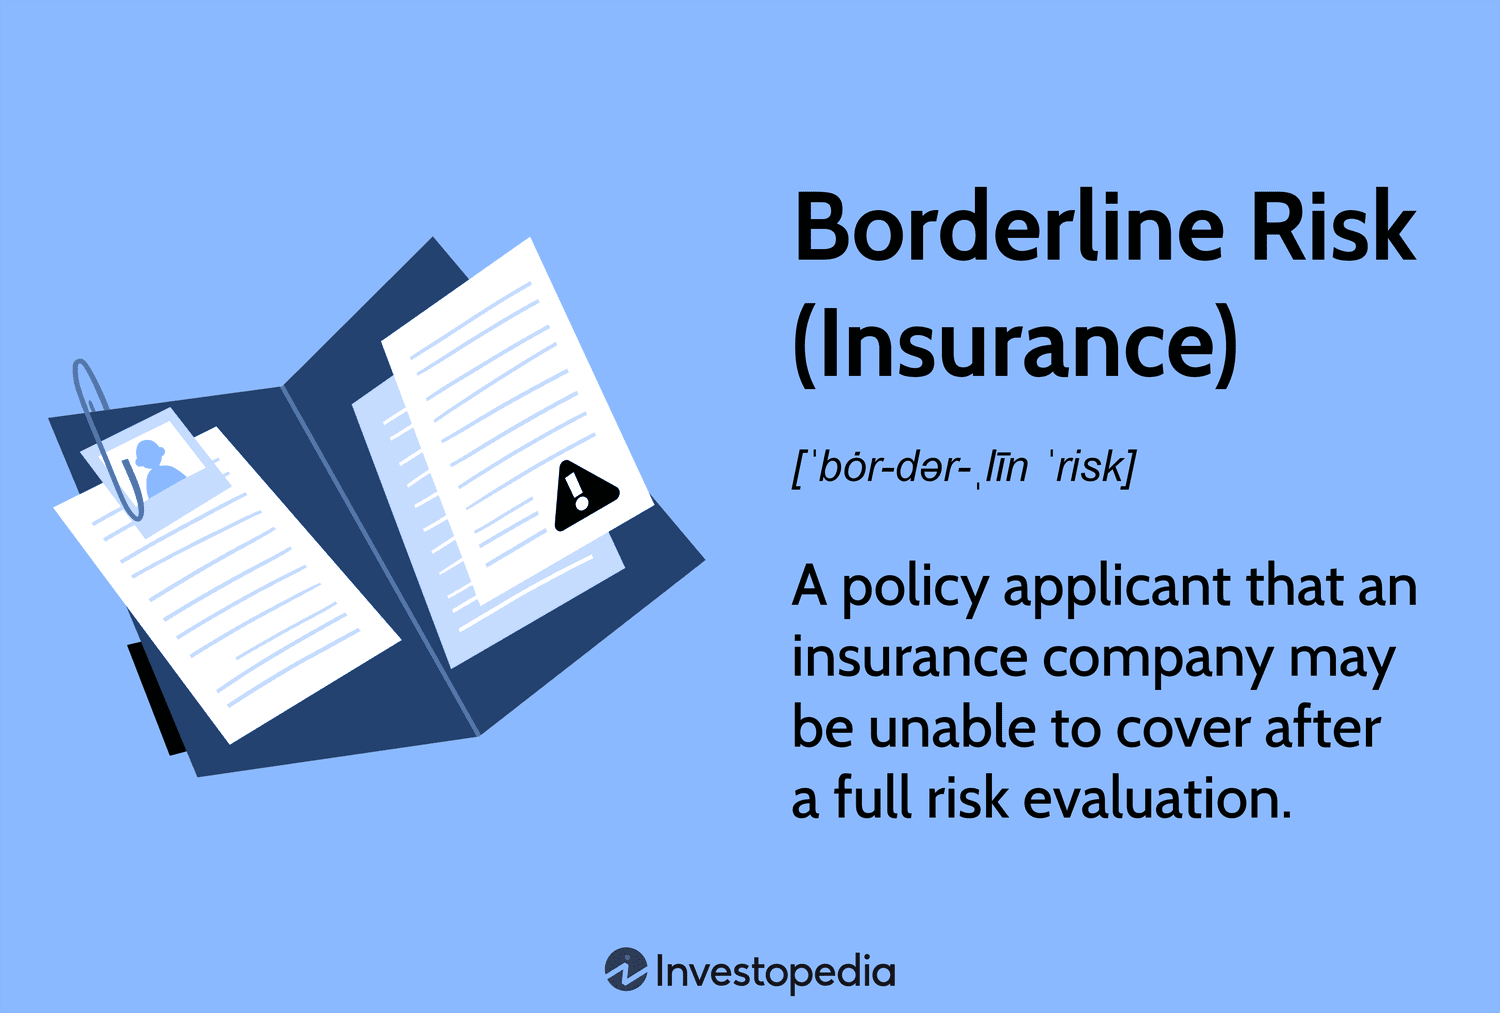 Borderline Risk
(Insurance)
[ˈbȯr-dər-ˌlīn ˈrisk]
A policy applicant that an
insurance company may
be unable to cover after
a full risk evaluation.
Investopedia